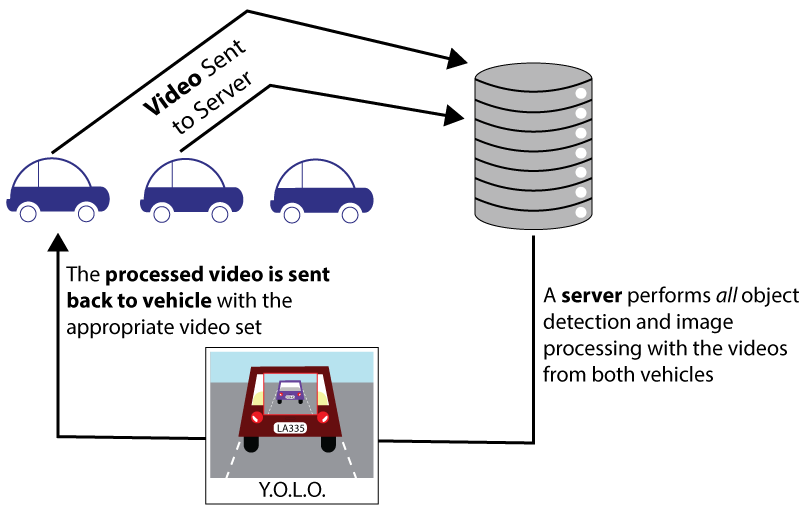 Video Sent
to Server
The processed video is sent
back to vehicle with the
appropriate video set
A server performs all object
detection and image
processing with the videos
from both vehicles
LA335
Y.O.L.O.